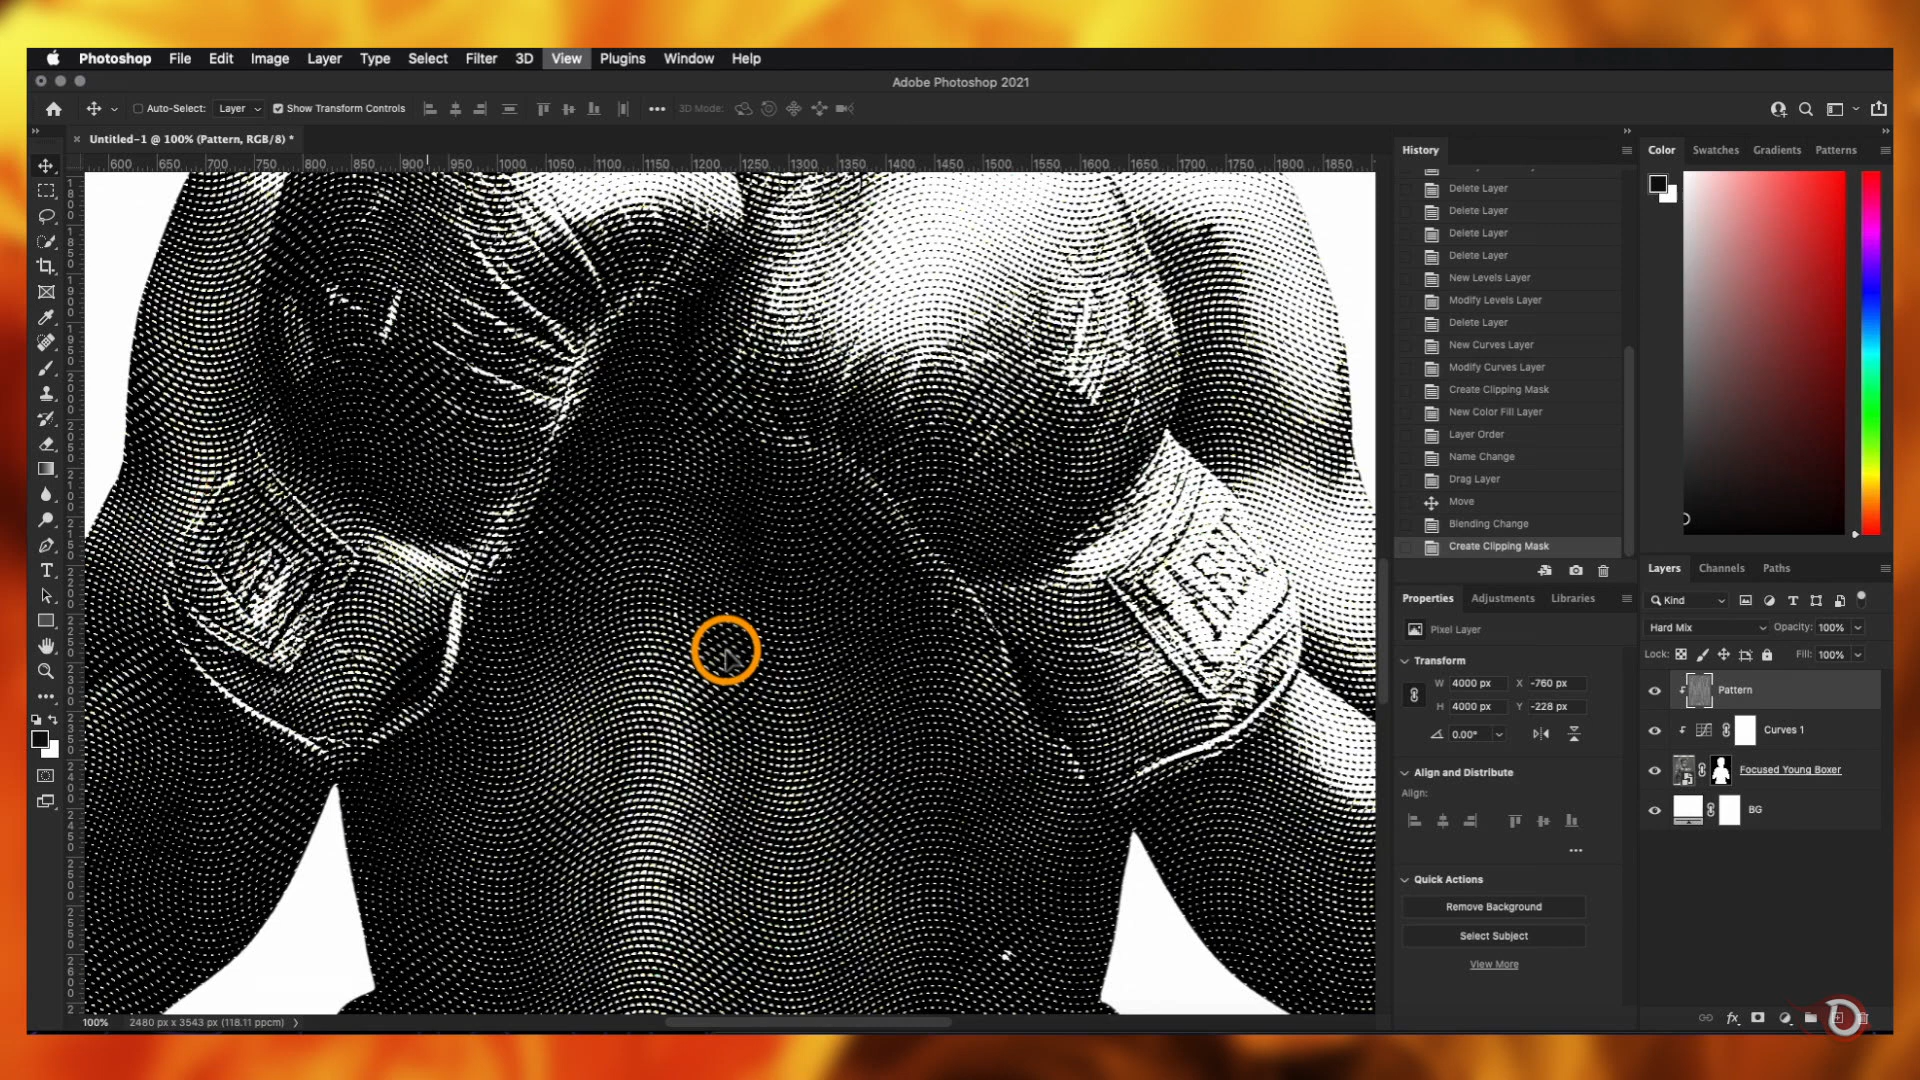 Photoshop File Edit Image Layer Type Select Filter 3D View Plugins Window Help
Adobe Photoshop 2021
Auto-Select: Layer Show Transform Controls 3D Mode:
Untitled-1 @ 100% (Pattern, RGB/8) *
600 650 700 750 800 850 900 950 1000 1050 1100 1150 1200 1250 1300 1350 1400 1450 1500 1550 1600 1650 1700 1750 1800 1850
History
Delete Layer
Delete Layer
Delete Layer
Delete Layer
New Levels Layer
Modify Levels Layer
Delete Layer
New Curves Layer
Modify Curves Layer
Create Clipping Mask
New Color Fill Layer
Layer Order
Name Change
Drag Layer
Move
Blending Change
Create Clipping Mask
Properties Adjustments Libraries
Pixel Layer
Transform
W 4000 px X -760 px
H 4000 px Y -228 px
0.00°
Align and Distribute
Align:
Quick Actions
Remove Background
Select Subject
View More
Color Swatches Gradients Patterns
Layers Channels Paths
Kind
Hard Mix Opacity: 100%
Lock: Fill: 100%
Pattern
Curves 1
Focused Young Boxer
BG
fx
100% 2480 px x 3543 px (118.11 ppcm)